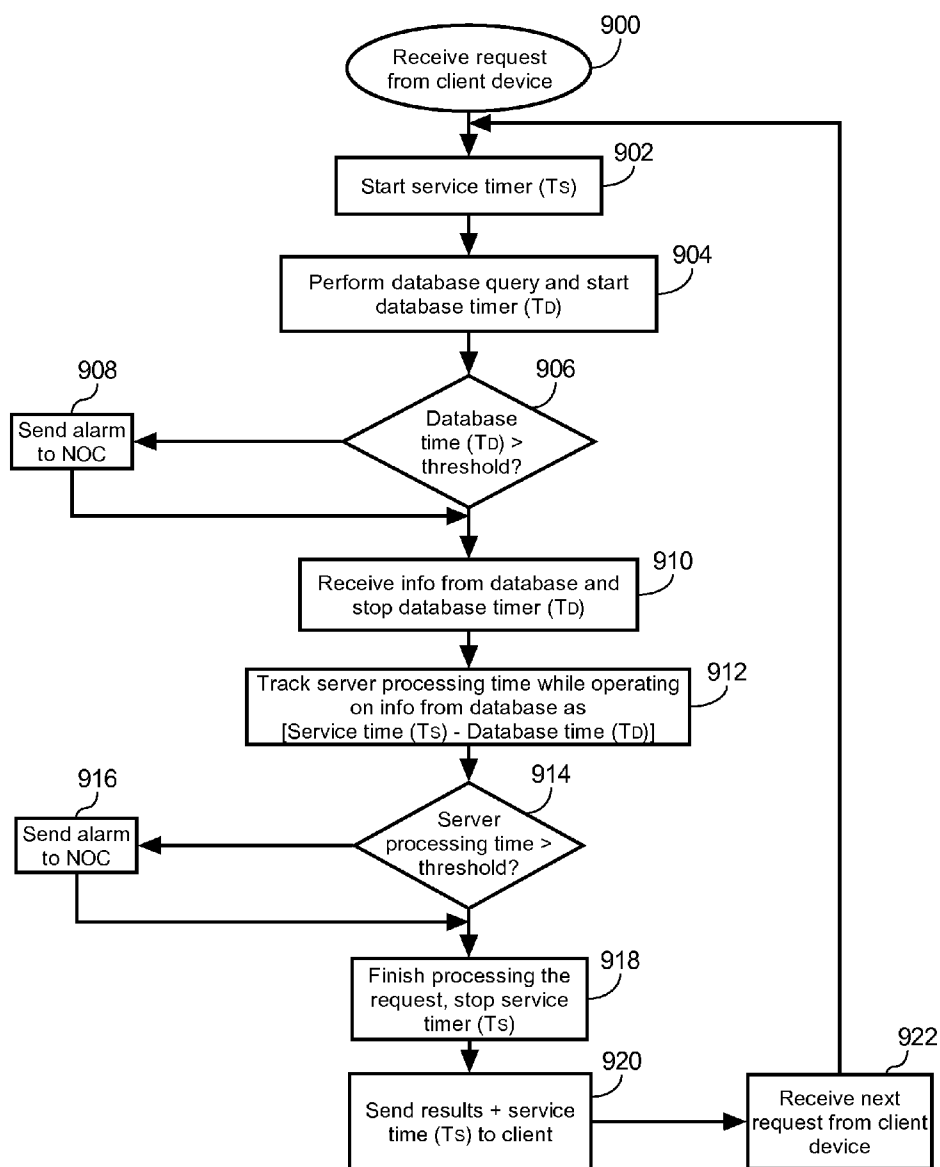 900
Receive request
from client device
902
Start service timer (Ts)
904
Perform database query and start
database timer (TD)
906
908
Database
time (TD) >
threshold?
Send alarm
to NOC
910
Receive info from database and
stop database timer (TD)
912
Track server processing time while operating
on info from database as
[Service time (Ts) - Database time (TD)]
914
916
Server
processing time >
threshold?
Send alarm
to NOC
918
Finish processing the
request, stop service
timer (Ts)
920
Send results + service
time (Ts) to client
922
Receive next
request from client
device